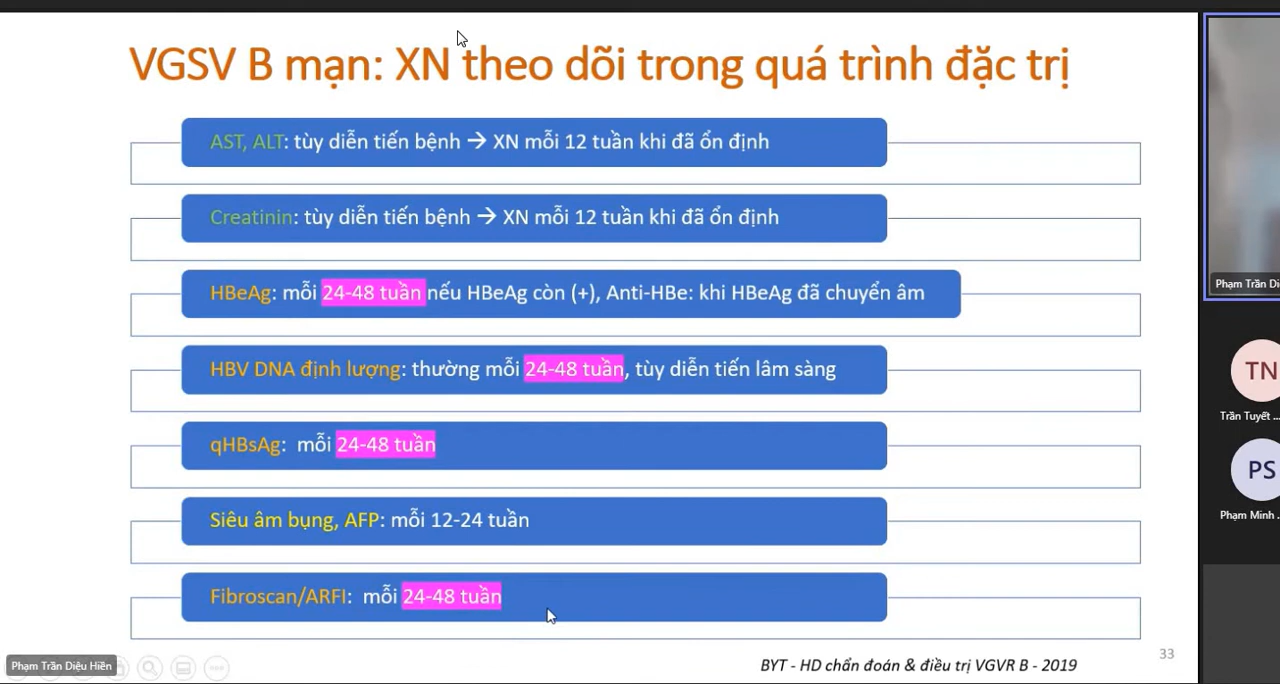 VGSV B mạn: XN theo dõi trong quá trình đặc trị
AST, ALT: tùy diễn tiến bệnh → XN mỗi 12 tuần khi đã ổn định
Creatinin: tùy diễn tiến bệnh → XN mỗi 12 tuần khi đã ổn định
HBeAg: mỗi 24-48 tuần nếu HBeAg còn (+), Anti-HBe: khi HBeAg đã chuyển âm
HBV DNA định lượng: thường mỗi 24-48 tuần, tùy diễn tiến lâm sàng
qHBsAg: mỗi 24-48 tuần
Siêu âm bụng, AFP: mỗi 12-24 tuần
Fibroscan/ARFI: mỗi 24-48 tuần
BYT - HD chẩn đoán & điều trị VGVR B - 2019
33
Phạm Trần Diệu Hiền
Phạm Trần Di
TN
Trần Tuyết ...
PS
Phạm Minh ...